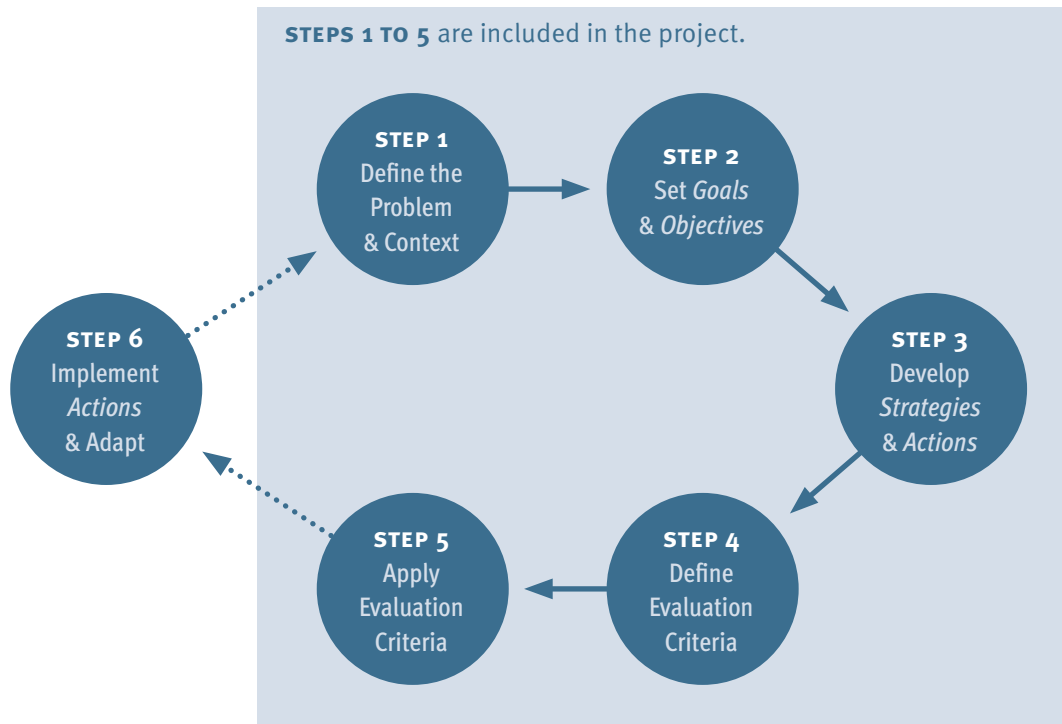 STEPS 1 TO 5 are included in the project.
STEP 1
Define the
Problem
& Context
STEP 2
Set Goals
& Objectives
STEP 3
Develop
Strategies
& Actions
STEP 4
Define
Evaluation
Criteria
STEP 5
Apply
Evaluation
Criteria
STEP 6
Implement
Actions
& Adapt